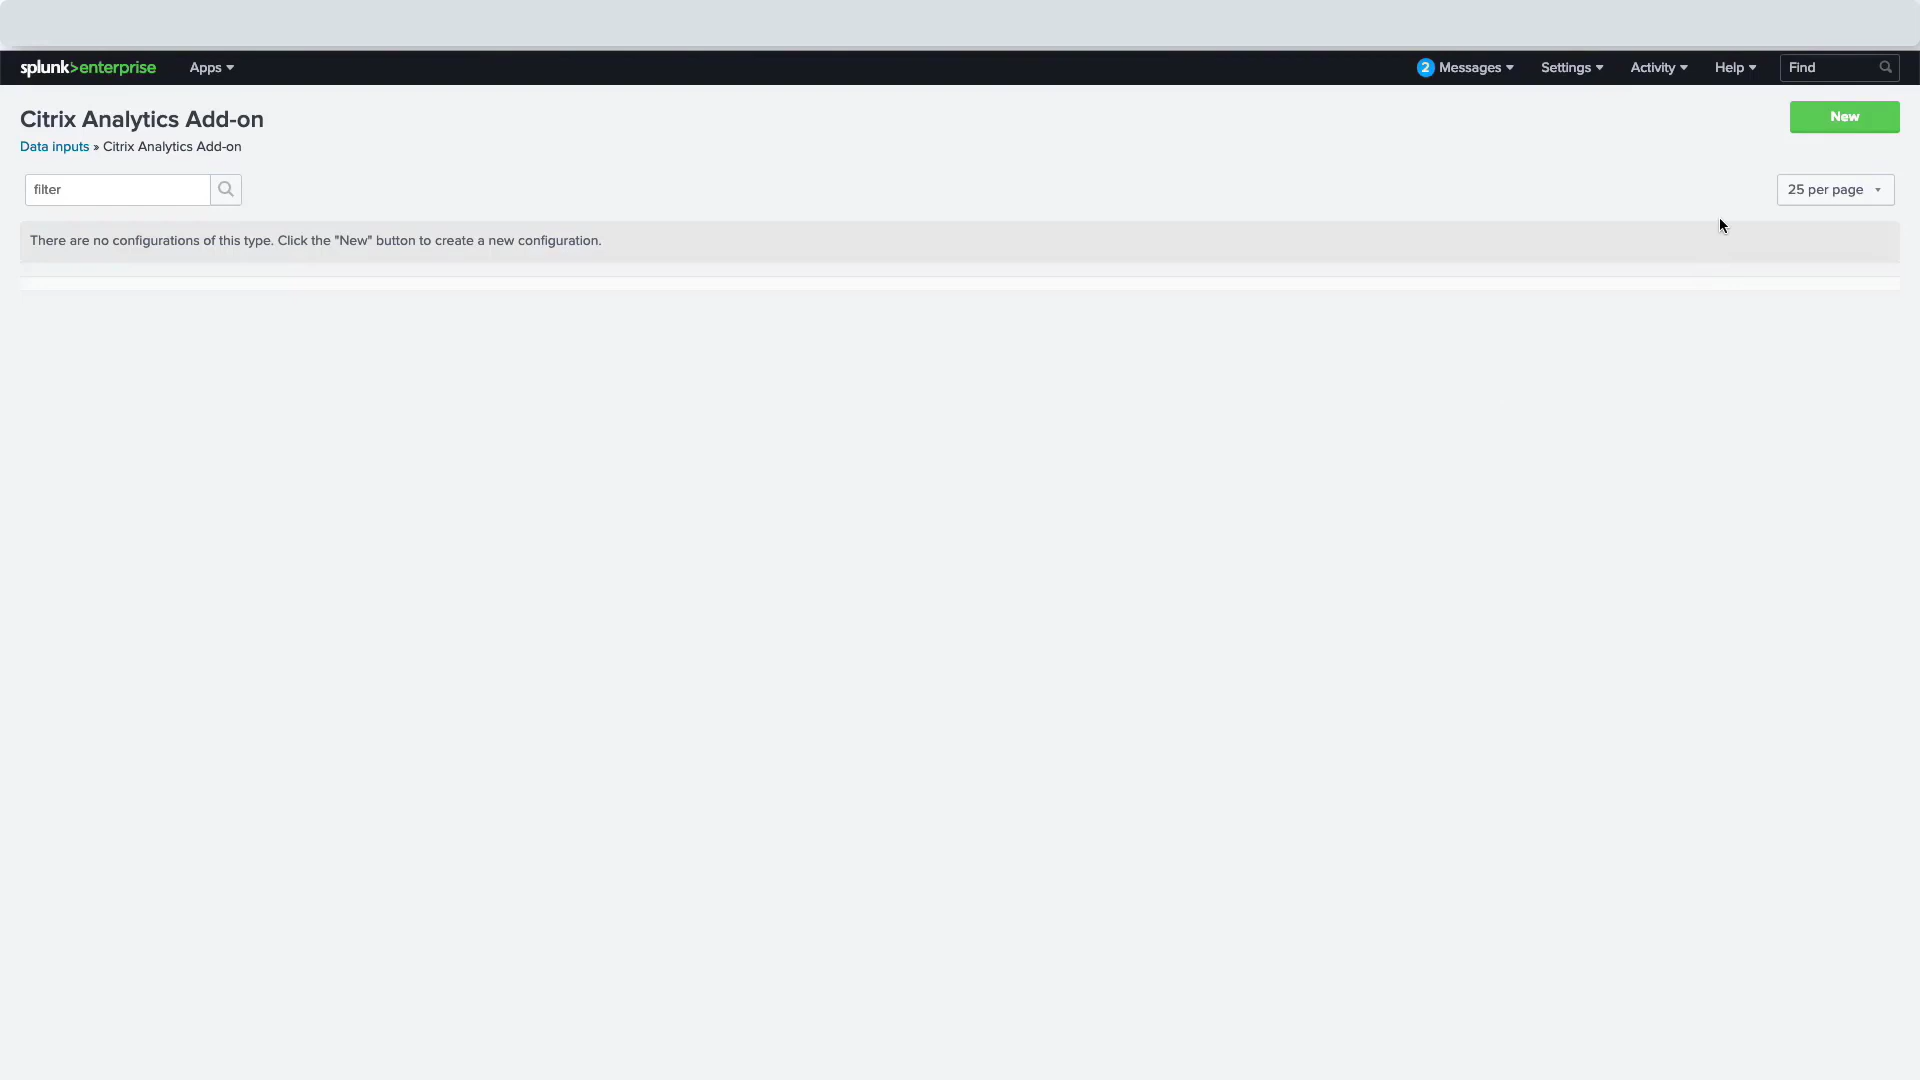 splunk>enterprise Apps 2 Messages Settings Activity Help Find
Citrix Analytics Add-on
New
Data inputs » Citrix Analytics Add-on
filter
25 per page
There are no configurations of this type. Click the "New" button to create a new configuration.